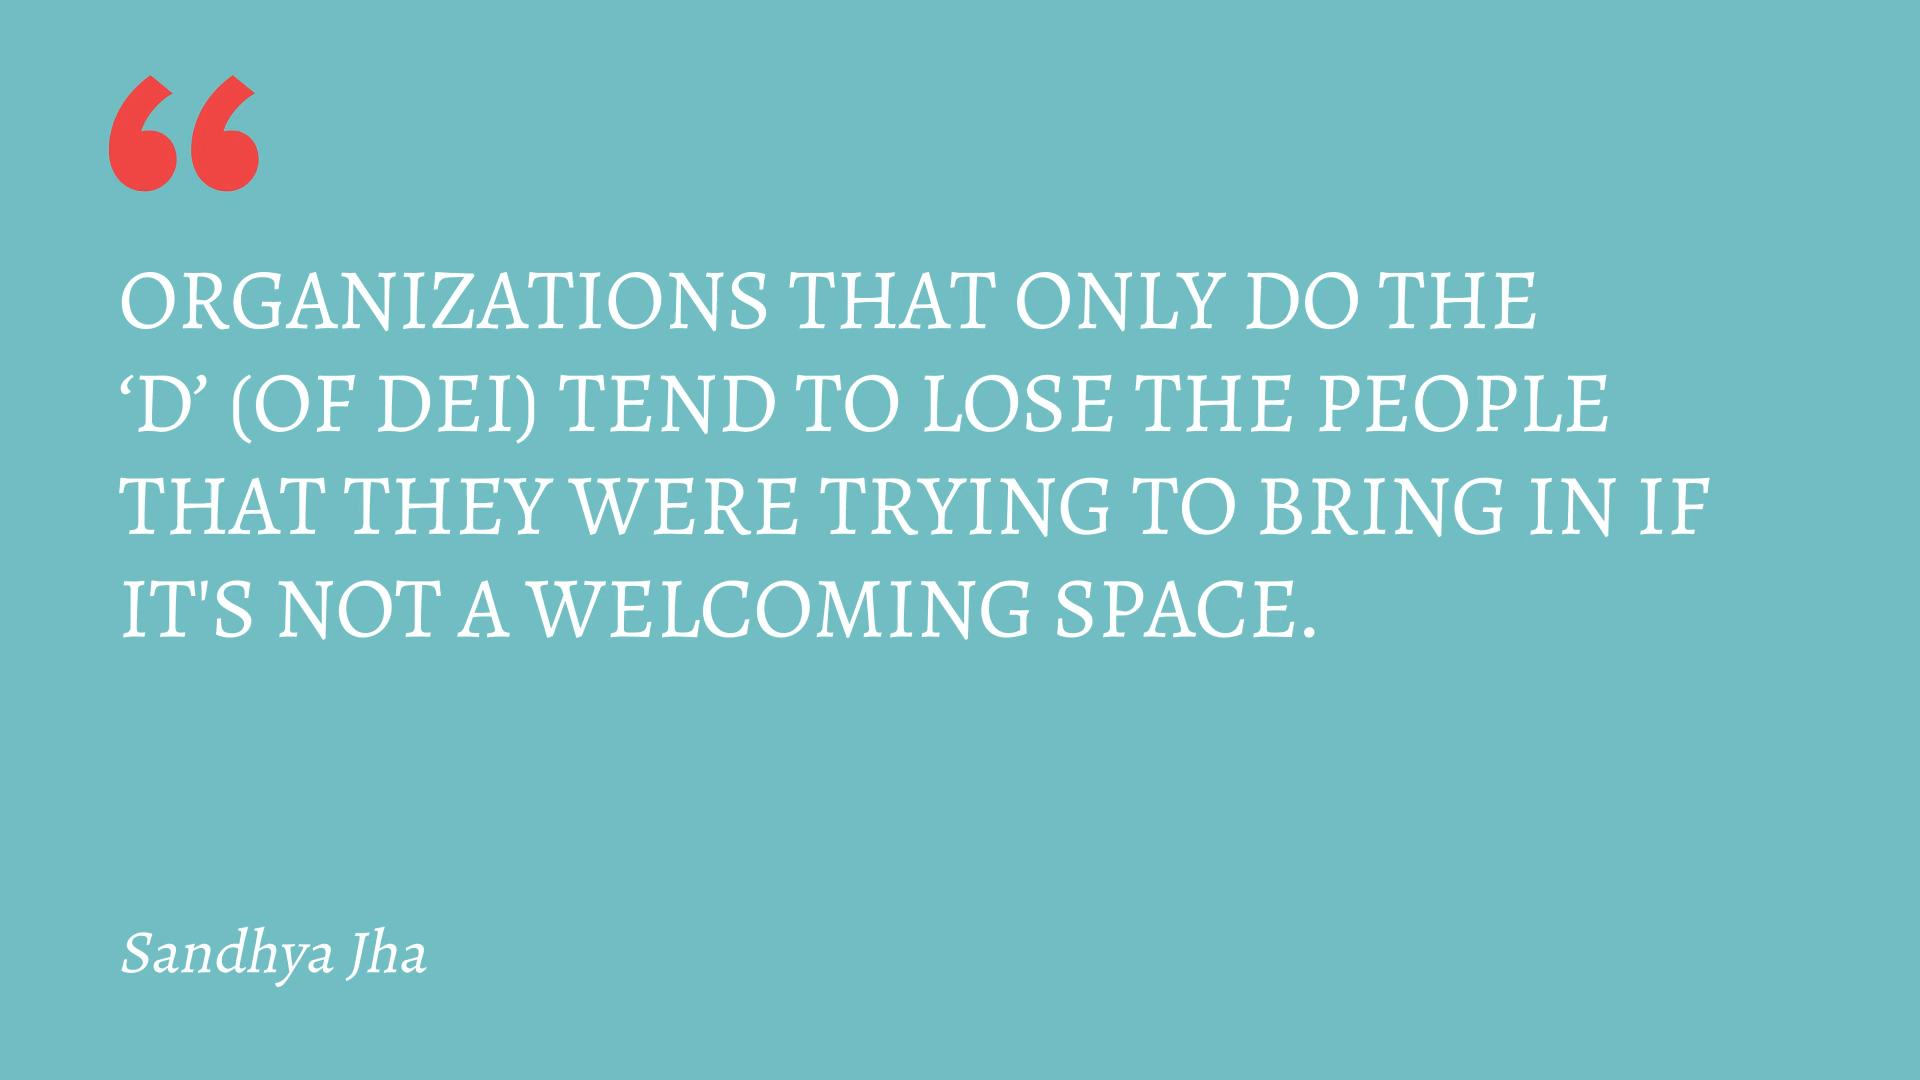 “
ORGANIZATIONS THAT ONLY DO THE
‘D’ (OF DEI) TEND TO LOSE THE PEOPLE
THAT THEY WERE TRYING TO BRING IN IF
IT'S NOT A WELCOMING SPACE.
Sandhya Jha